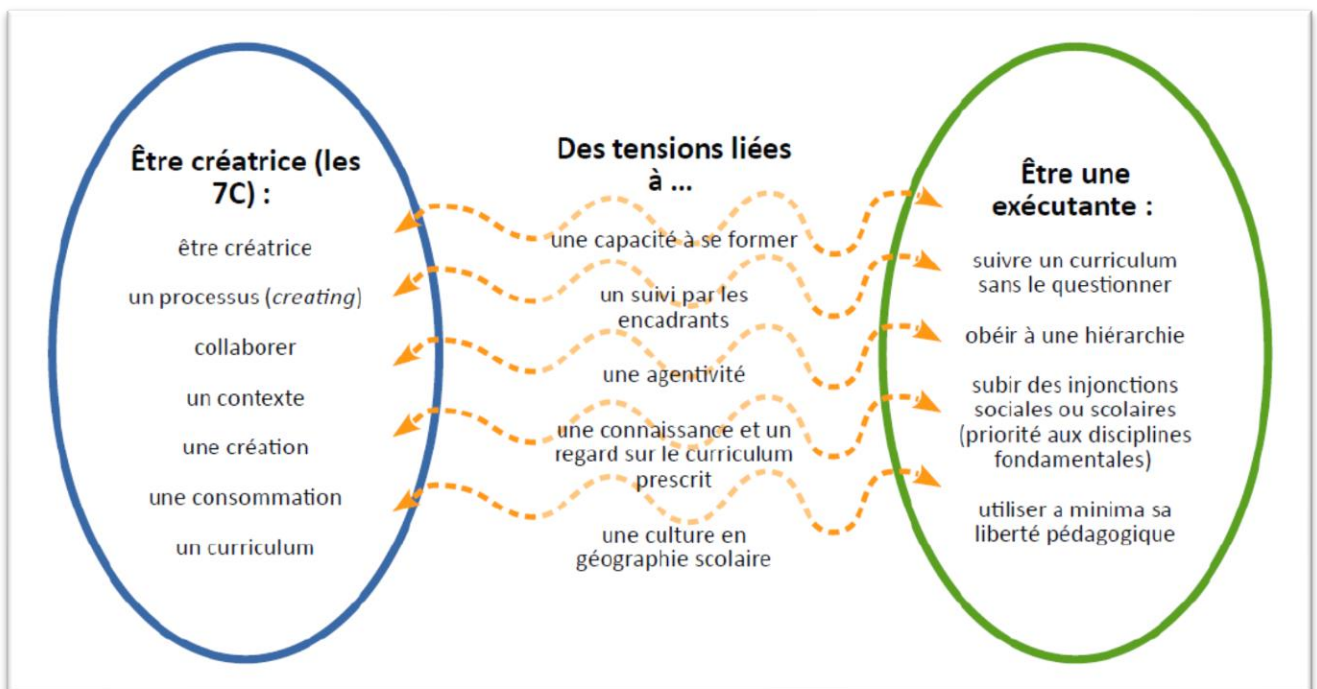 Être créatrice (les
7C) :
être créatrice
un processus (creating)
collaborer
un contexte
une création
une consommation
un curriculum
Des tensions liées
à ...
une capacité à se former
un suivi par les
encadrants
une agentivité
une connaissance et un
regard sur le curriculum
prescrit
une culture en
géographie scolaire
Être une
exécutante :
suivre un curriculum
sans le questionner
obéir à une hiérarchie
subir des injonctions
sociales ou scolaires
(priorité aux disciplines
fondamentales)
utiliser a minima sa
liberté pédagogique